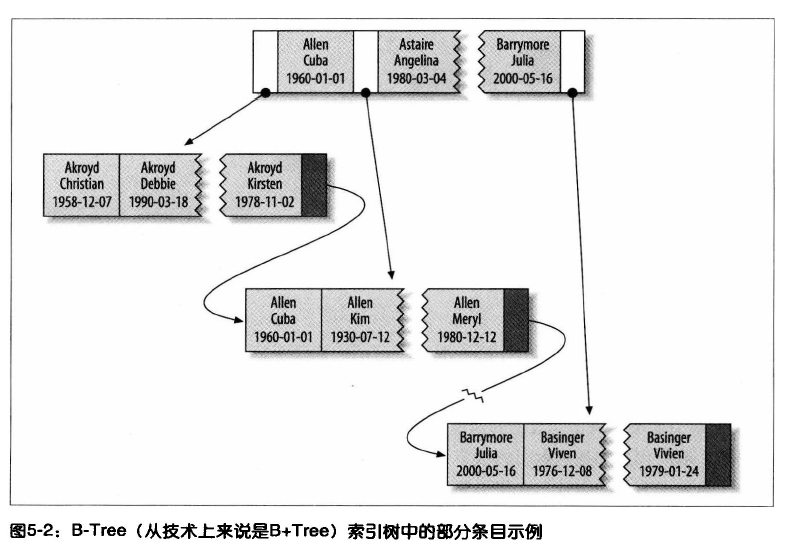 Allen
Cuba
1960-01-01
Astaire
Angelina
1980-03-04
Barrymore
Julia
2000-05-16
Akroyd
Christian
1958-12-07
Akroyd
Debbie
1990-03-18
Akroyd
Kirsten
1978-11-02
Allen
Cuba
1960-01-01
Allen
Kim
1930-07-12
Allen
Meryl
1980-12-12
Barrymore
Julia
2000-05-16
Basinger
Viven
1976-12-08
Basinger
Vivien
1979-01-24
图5-2：B-Tree（从技术上来说是B+Tree）索引树中的部分条目示例